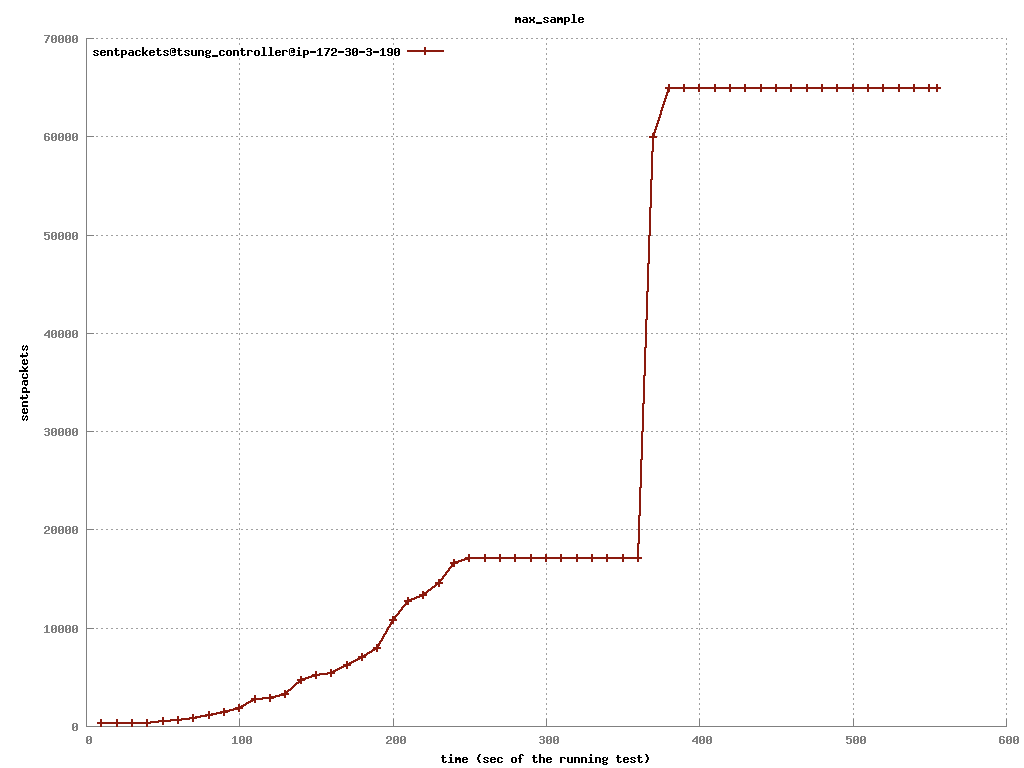 max_sample
sentpackets@tsung_controller@ip-172-30-3-190
70000
60000
50000
40000
30000
20000
10000
0
sentpackets
0 100 200 300 400 500 600
time (sec of the running test)